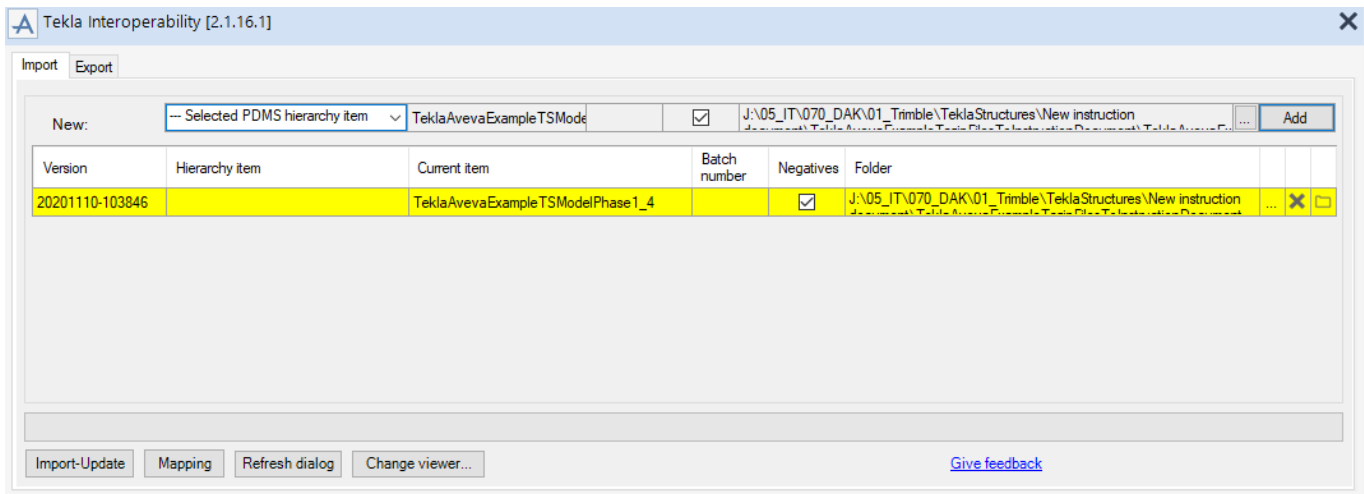 Tekla Interoperability [2.1.16.1]
Import Export
New: --- Selected PDMS hierarchy item TeklaAvevaExampleTSMode J:\05_IT\070_DAK\01_Trimble\TeklaStructures\New instruction ... Add
Version Hierarchy item Current item Batch number Negatives Folder
20201110-103846 TeklaAvevaExampleTSModelPhase1_4 J:\05_IT\070_DAK\01_Trimble\TeklaStructures\New instruction ...
Import-Update Mapping Refresh dialog Change viewer... Give feedback